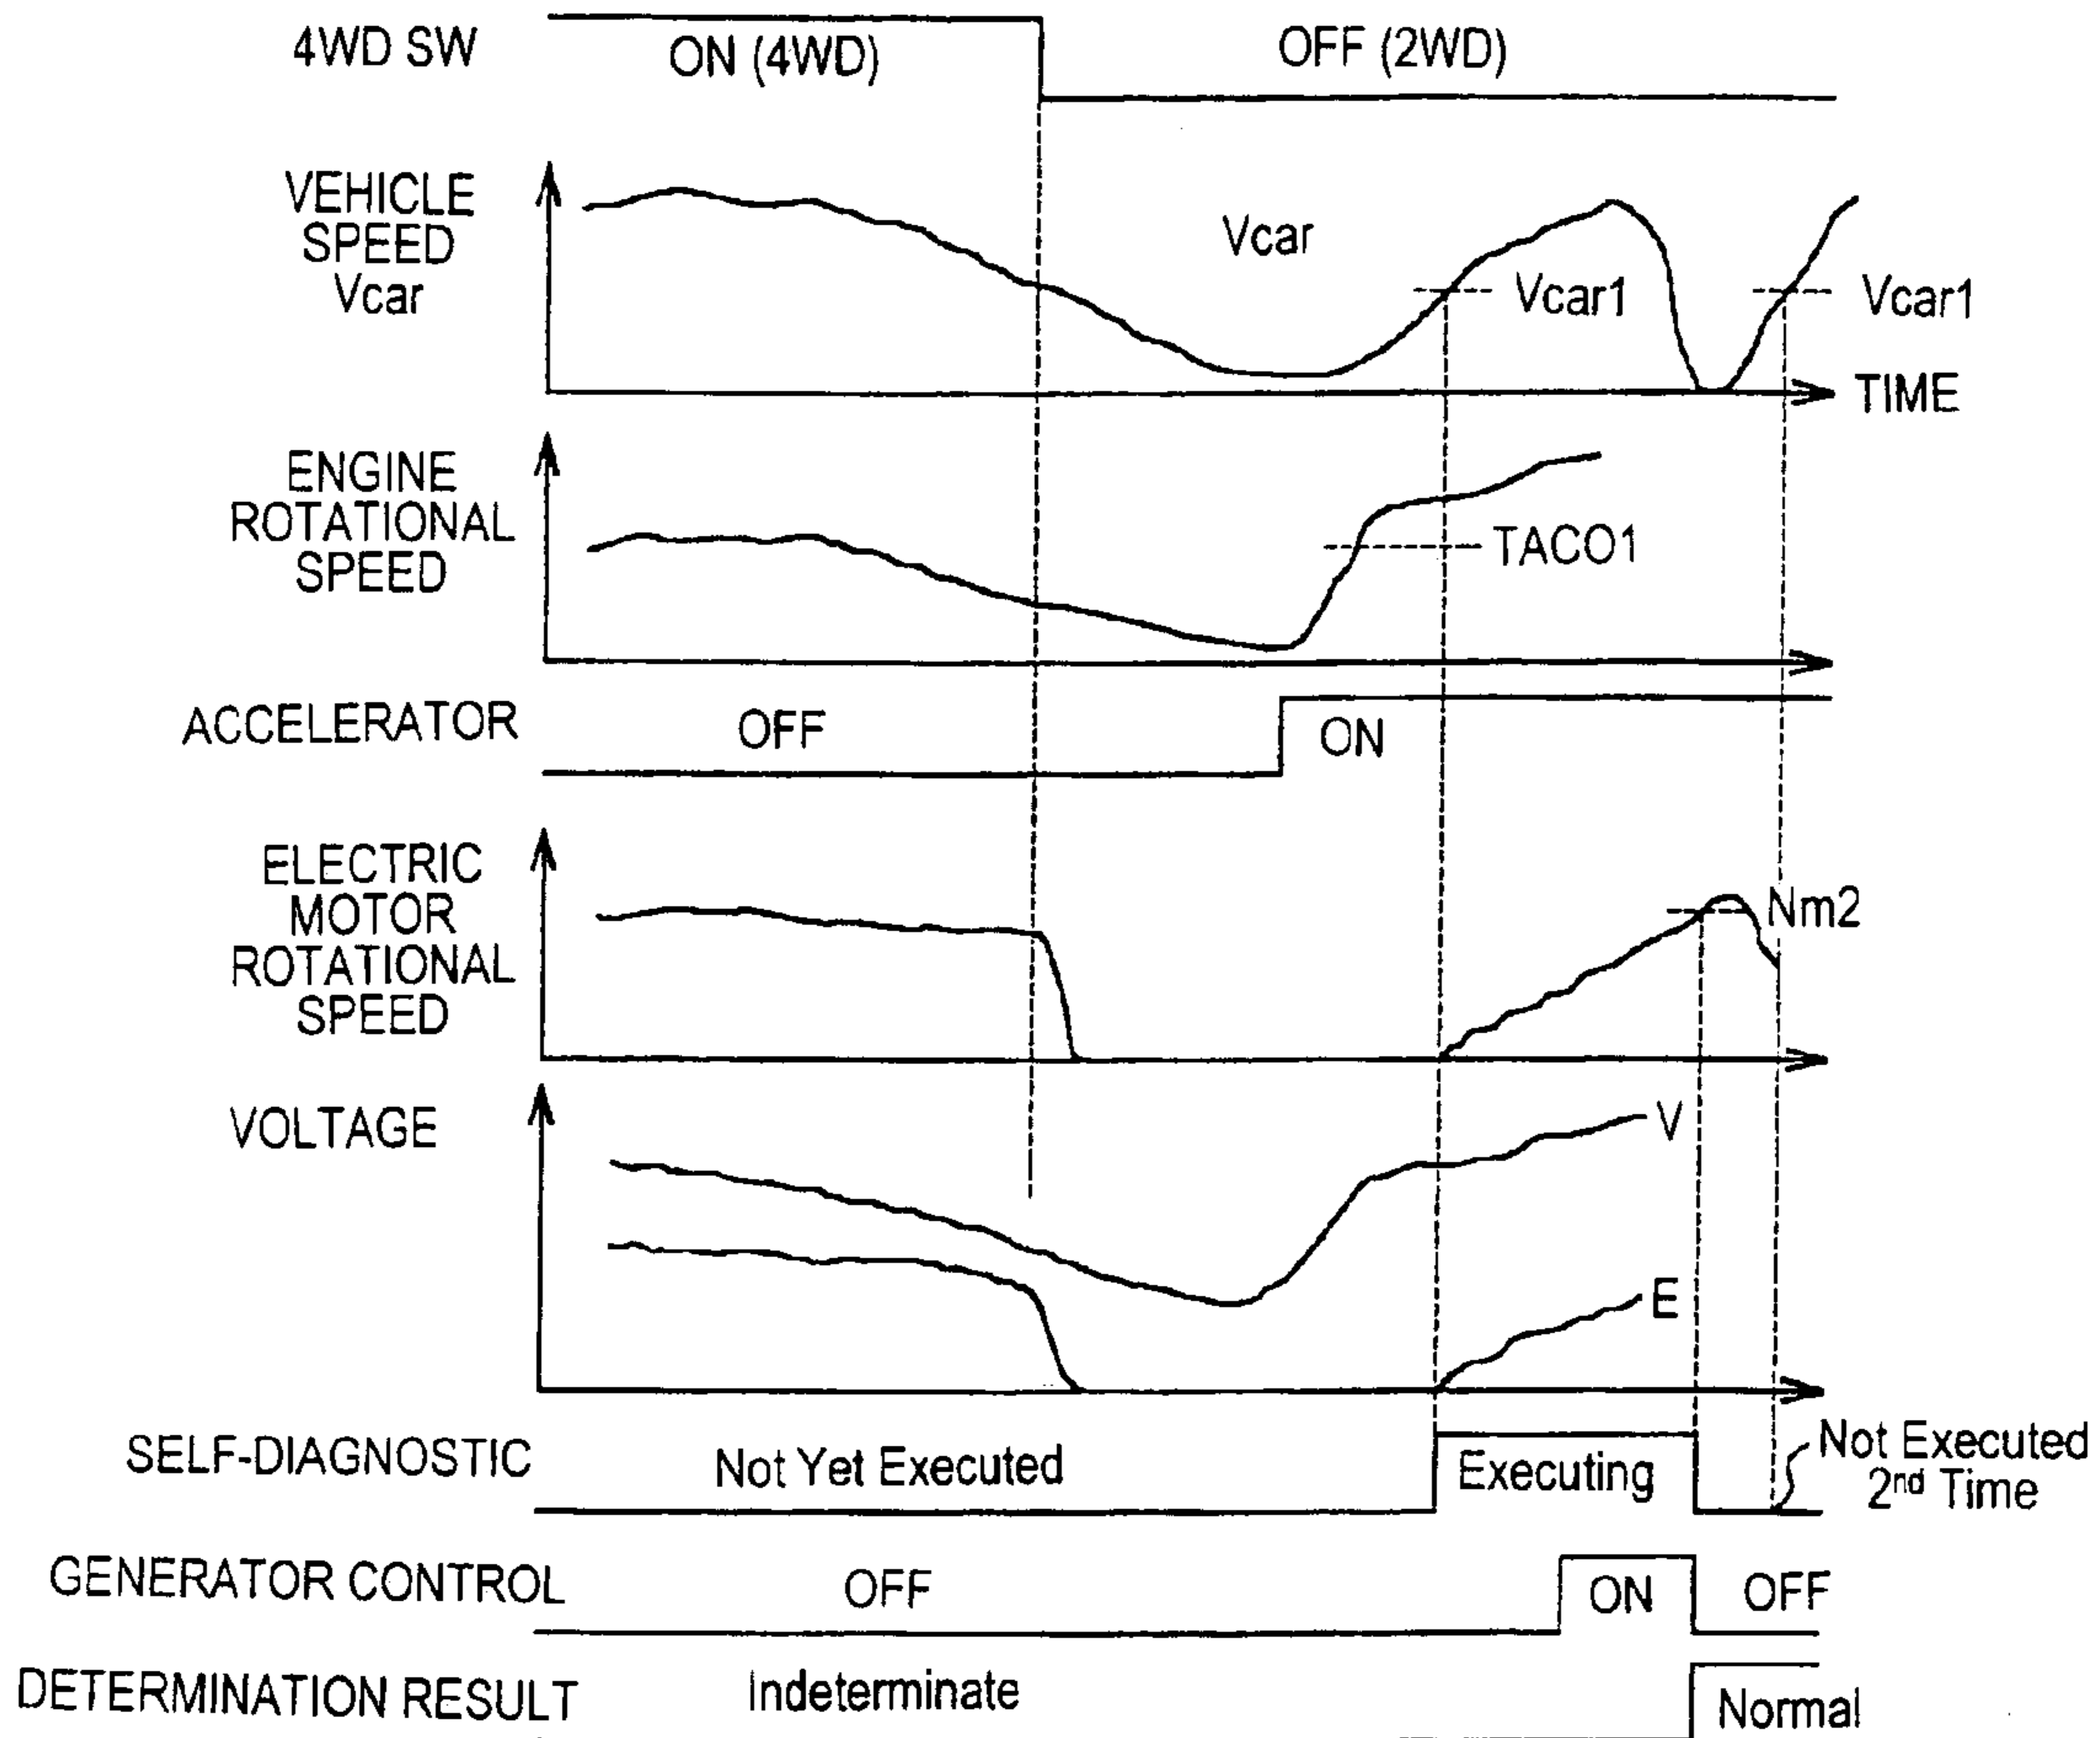 4WD SW
ON (4WD)
OFF (2WD)
VEHICLE
SPEED
Vcar
Vcar
Vcar1
Vcar1
TIME
ENGINE
ROTATIONAL
SPEED
TACO1
ACCELERATOR
OFF
ON
ELECTRIC
MOTOR
ROTATIONAL
SPEED
Nm2
VOLTAGE
V
E
SELF-DIAGNOSTIC
Not Yet Executed
Executing
Not Executed
2nd Time
GENERATOR CONTROL
OFF
ON
OFF
DETERMINATION RESULT
Indeterminate
Normal